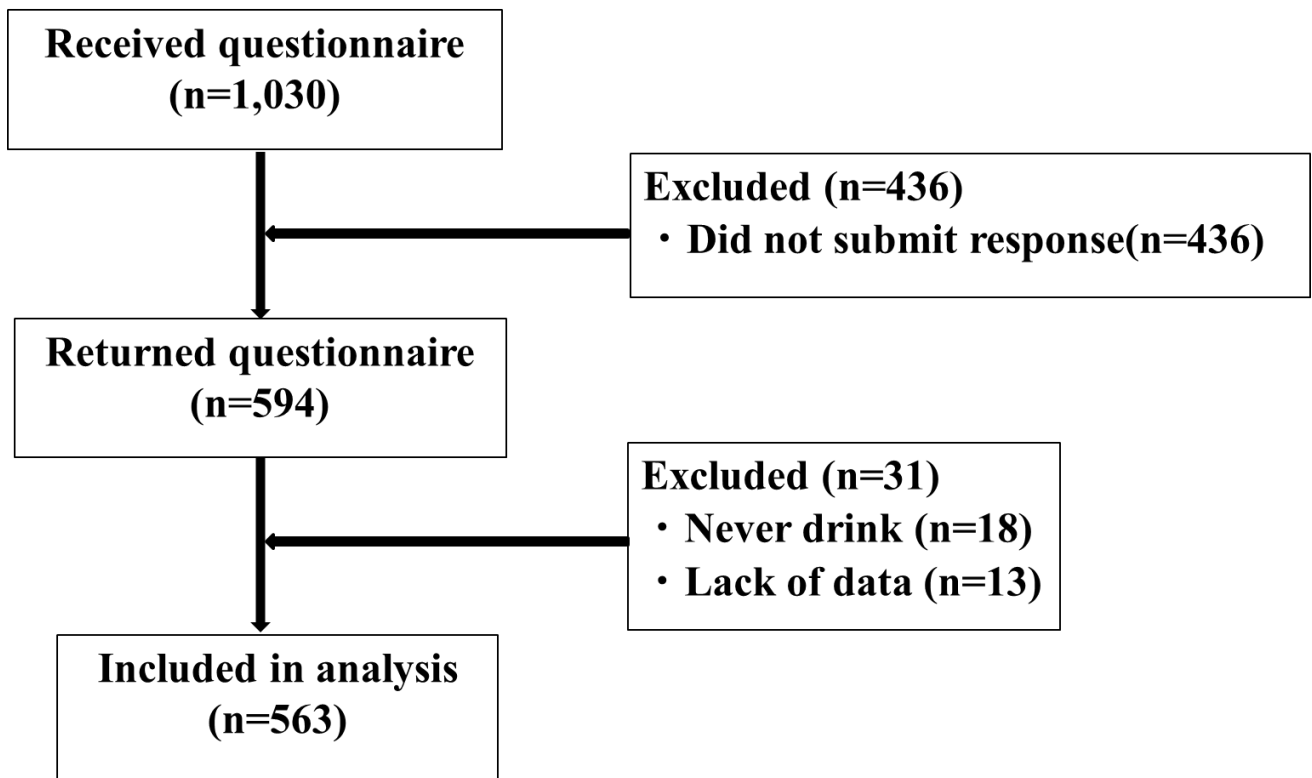 Received questionnaire
(n=1,030)
Excluded (n=436)
・Did not submit response(n=436)
Returned questionnaire
(n=594)
Excluded (n=31)
・Never drink (n=18)
・Lack of data (n=13)
Included in analysis
(n=563)